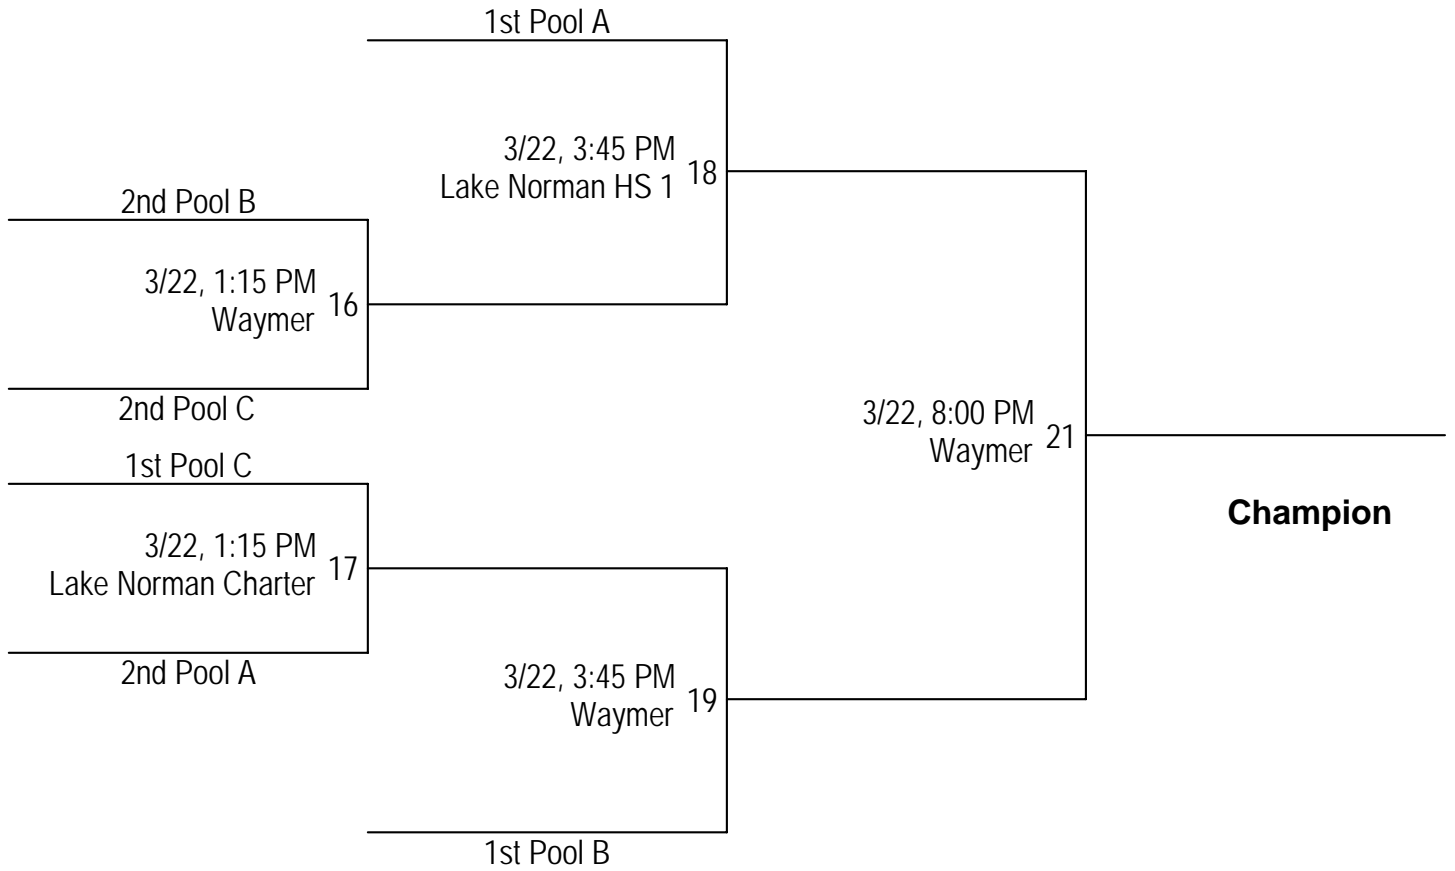 1st Pool A
3/22, 3:45 PM
Lake Norman HS 1
18
2nd Pool B
3/22, 1:15 PM
Waymer
16
2nd Pool C
3/22, 8:00 PM
Waymer
21
1st Pool C
Champion
3/22, 1:15 PM
Lake Norman Charter
17
2nd Pool A
3/22, 3:45 PM
Waymer
19
1st Pool B